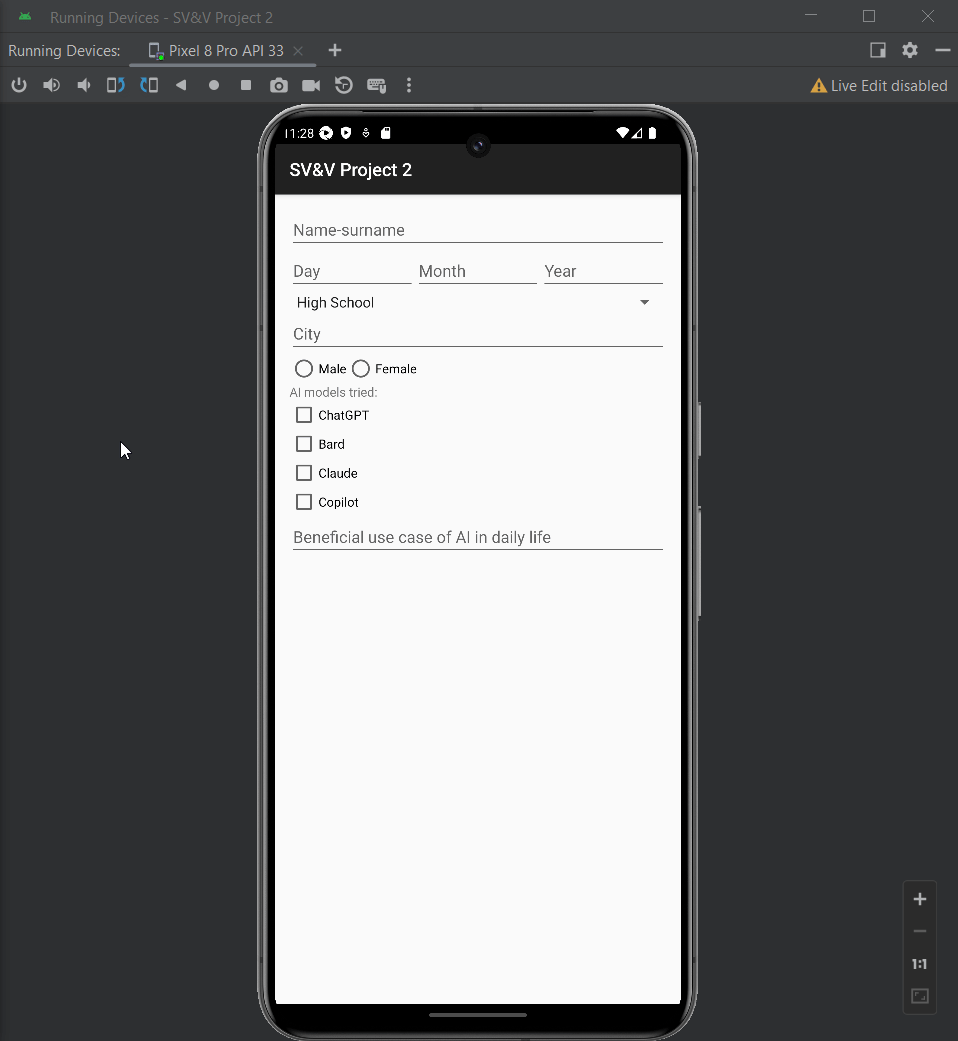 Running Devices - SV&V Project 2
Running Devices: Pixel 8 Pro API 33
Live Edit disabled
11:28
SV&V Project 2
Name-surname
Day Month Year
High School
City
Male Female
AI models tried:
ChatGPT
Bard
Claude
Copilot
Beneficial use case of AI in daily life
1:1